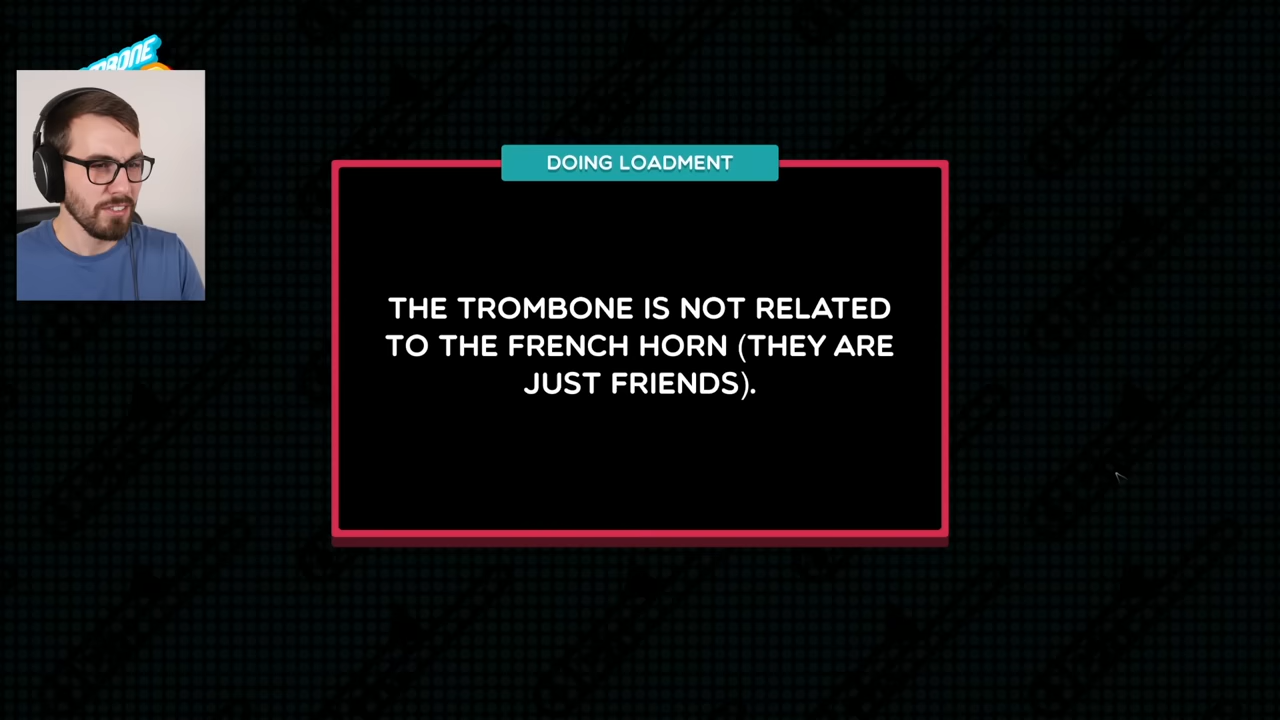 DOING LOADMENT
THE TROMBONE IS NOT RELATED
TO THE FRENCH HORN (THEY ARE
JUST FRIENDS).